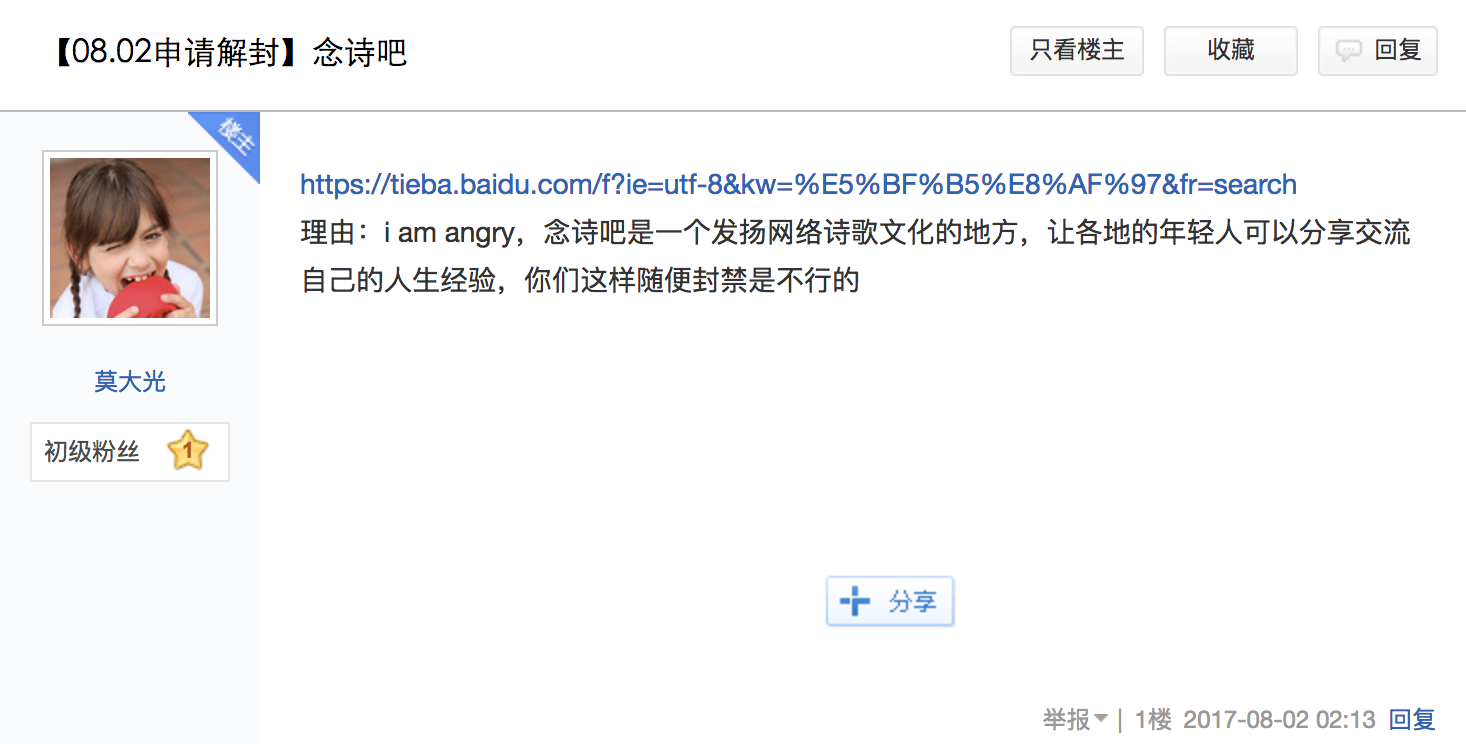 【08.02申请解封】念诗吧
只看楼主
收藏
回复
楼主
https://tieba.baidu.com/f?ie=utf-8&kw=%E5%BF%B5%E8%AF%97&fr=search
理由：i am angry，念诗吧是一个发扬网络诗歌文化的地方，让各地的年轻人可以分享交流
自己的人生经验，你们这样随便封禁是不行的
莫大光
初级粉丝 1
分享
举报 | 1楼 2017-08-02 02:13 回复